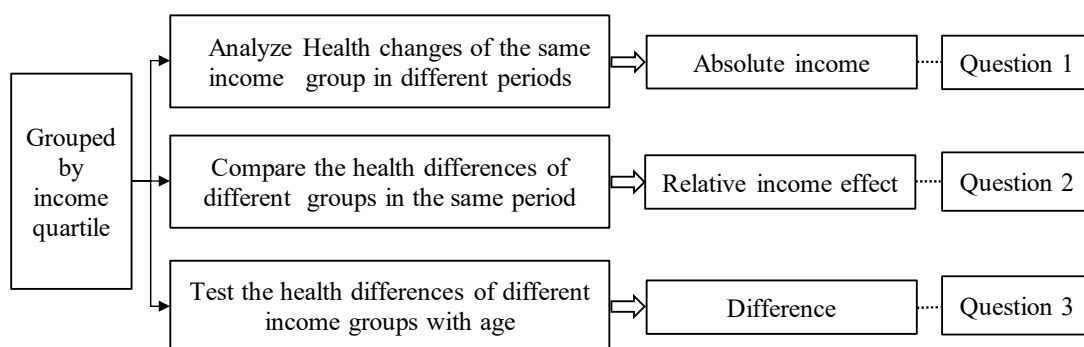 Grouped
by
income
quartile
Analyze Health changes of the same
income group in different periods
Absolute income
Question 1
Compare the health differences of
different groups in the same period
Relative income effect
Question 2
Test the health differences of different
income groups with age
Difference
Question 3